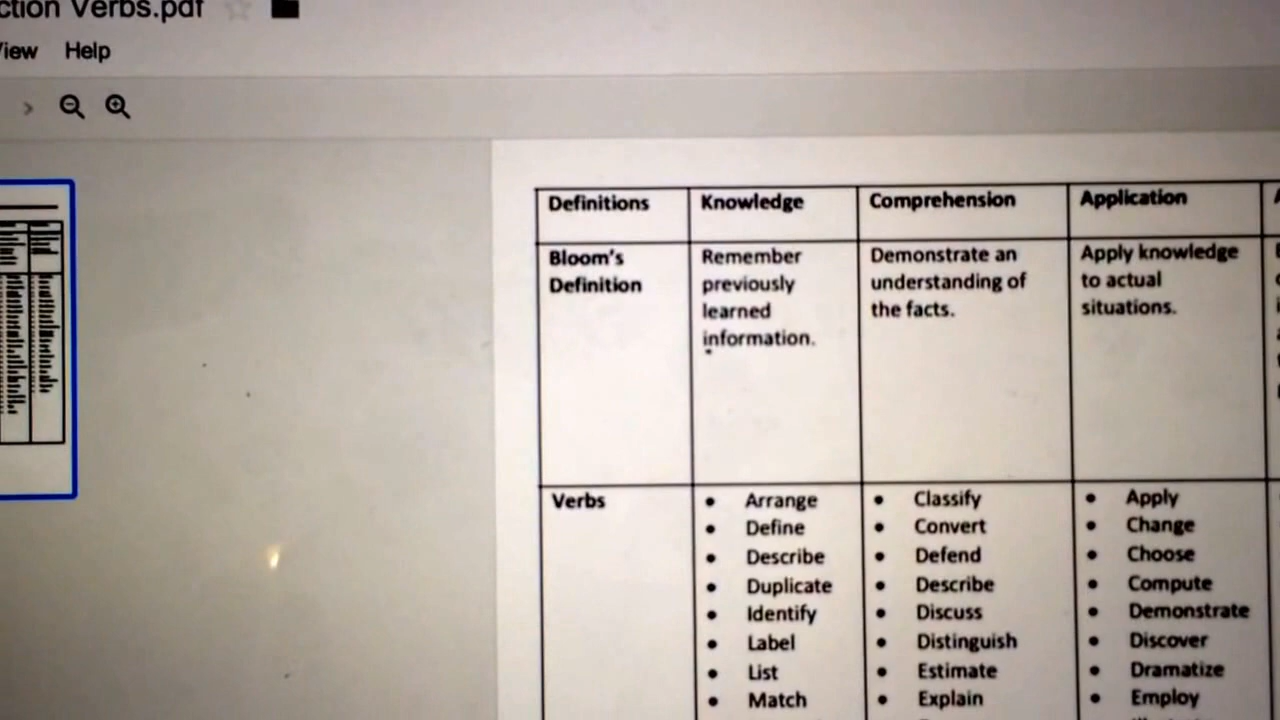 ction Verbs.pdf
View Help
Definitions Knowledge Comprehension Application
Bloom's Remember Demonstrate an Apply knowledge
Definition previously understanding of to actual
learned the facts. situations.
information.
Verbs • Arrange • Classify • Apply
• Define • Convert • Change
• Describe • Defend • Choose
• Duplicate • Describe • Compute
• Identify • Discuss • Demonstrate
• Label • Distinguish • Discover
• List • Estimate • Dramatize
• Match • Explain • Employ